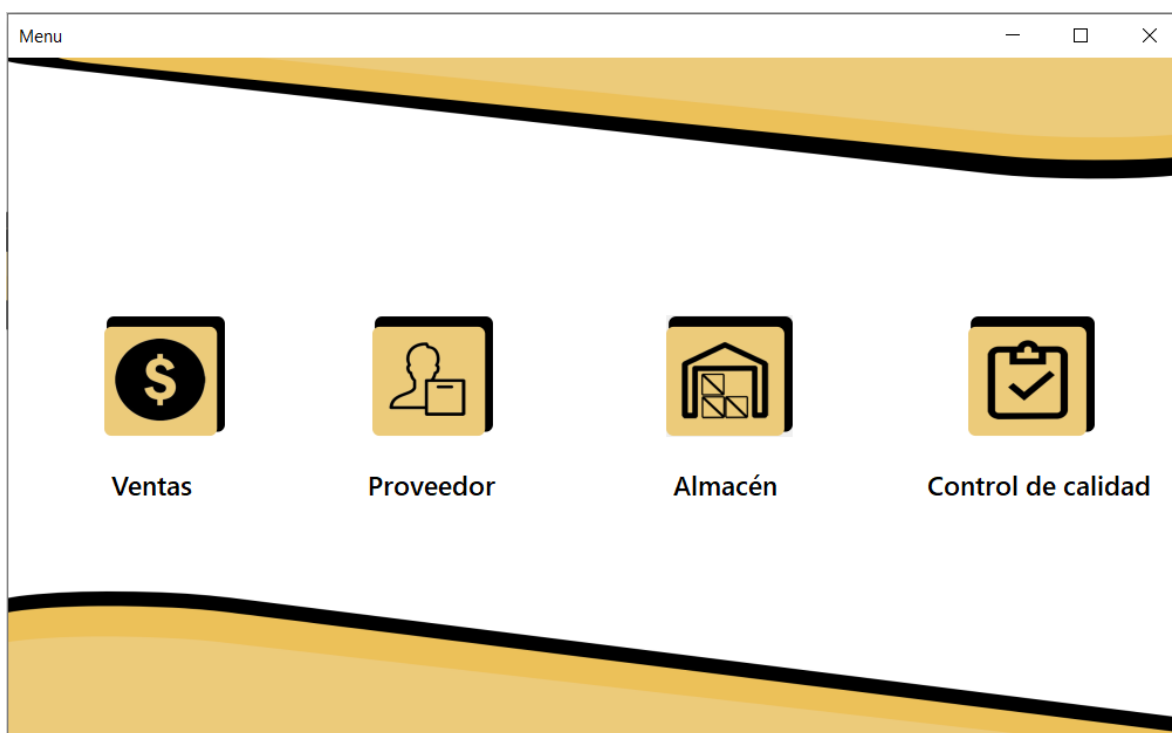 Menu
$
Ventas
Proveedor
Almacén
Control de calidad